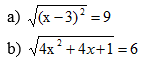 a) √(x−3)² = 9
b) √4x² + 4x+1 = 6